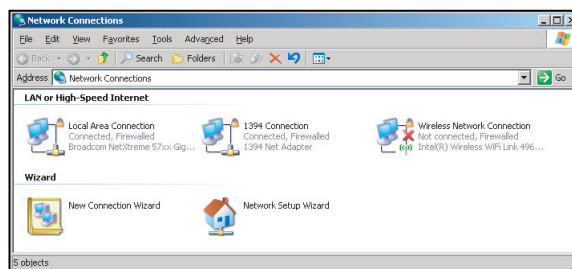 Network Connections
File Edit View Favorites Tools Advanced Help
Back Search Folders
Address Network Connections Go
LAN or High-Speed Internet
Local Area Connection
Connected, Firewalled
Broadcom NetXtreme 57xx Gig...
1394 Connection
Connected, Firewalled
1394 Net Adapter
Wireless Network Connection
Not connected, Firewalled
Intel(R) Wireless WiFi Link 496...
Wizard
New Connection Wizard
Network Setup Wizard
5 objects